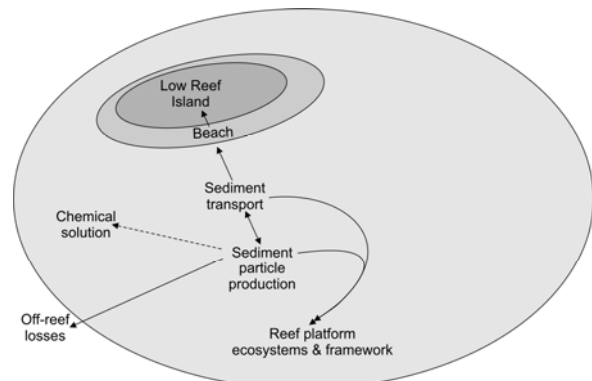 Low Reef
Island
Beach
Sediment
transport
Chemical
solution
Sediment
particle
production
Off-reef
losses
Reef platform
ecosystems & framework